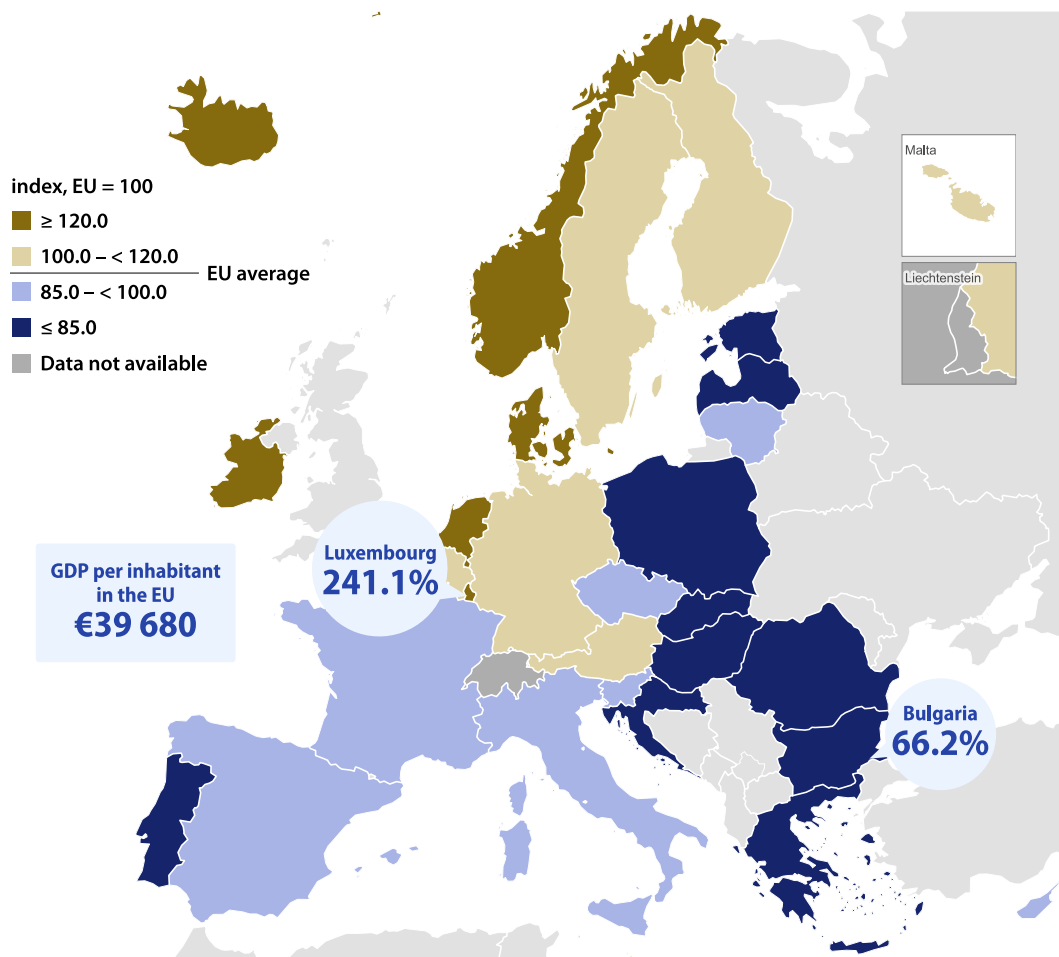 index, EU = 100
≥ 120.0
100.0 – < 120.0
EU average
85.0 – < 100.0
≤ 85.0
Data not available
Malta
Liechtenstein
GDP per inhabitant
in the EU
€39 680
Luxembourg
241.1%
Bulgaria
66.2%